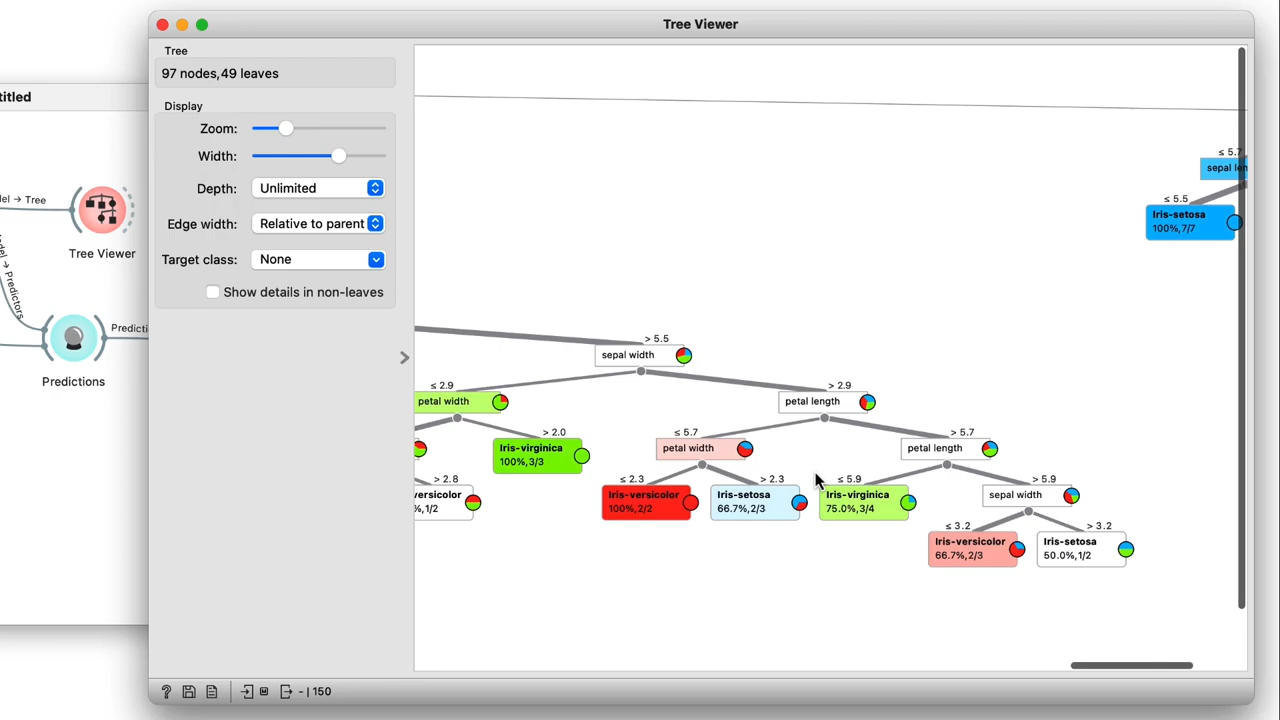 Tree Viewer
titled
Tree
97 nodes,49 leaves
Display
Zoom:
Width:
Depth:
Unlimited
Edge width:
Relative to parent
Target class:
None
Show details in non-leaves
del → Tree
Tree Viewer
del → Predictors
Predicti
Predictions
≤ 5.7
sepal len
≤ 5.5
Iris-setosa
100%,7/7
> 5.5
sepal width
≤ 2.9
> 2.9
petal width
petal length
> 2.0
≤ 5.7
> 5.7
Iris-virginica
100%,3/3
petal width
petal length
> 2.8
≤ 2.3
> 2.3
≤ 5.9
> 5.9
versicolor
%,1/2
Iris-versicolor
100%,2/2
Iris-setosa
66.7%,2/3
Iris-virginica
75.0%,3/4
sepal width
≤ 3.2
> 3.2
Iris-versicolor
66.7%,2/3
Iris-setosa
50.0%,1/2
? - | 150